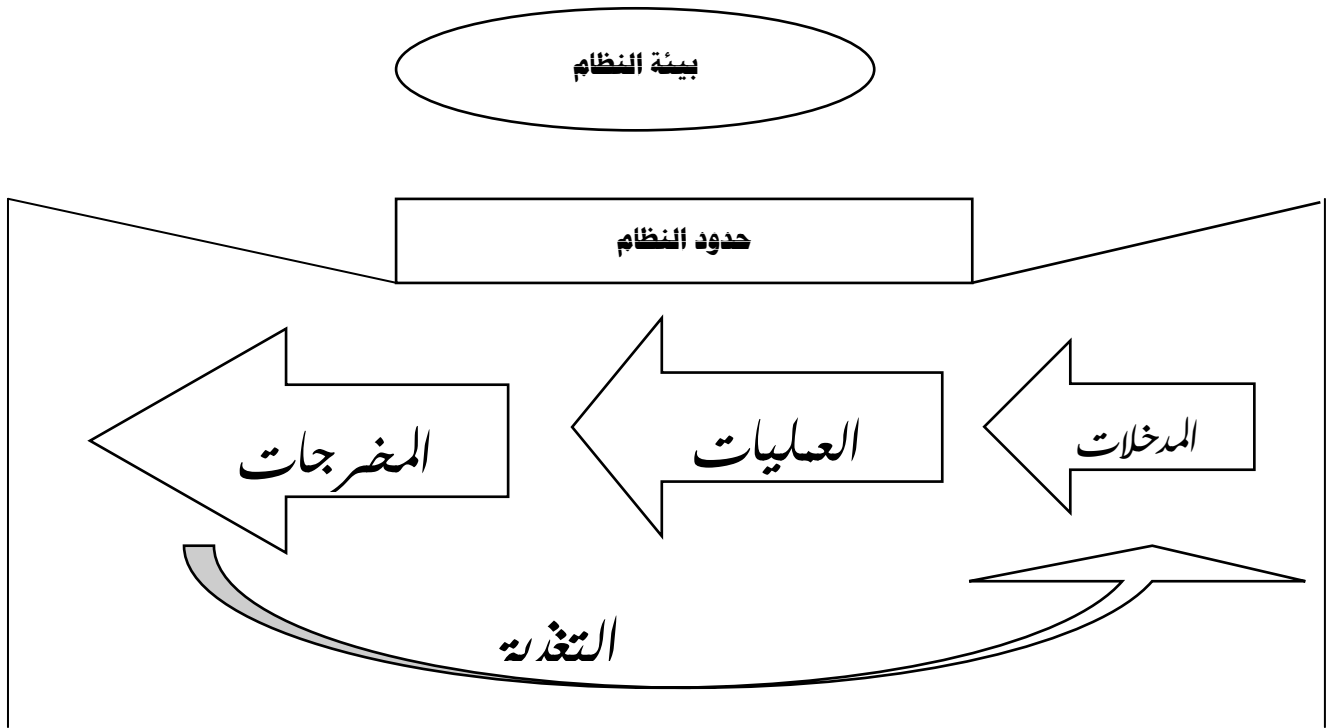 بيئة النظام
حدود النظام
المدخلات
العمليات
المخرجات
التغذية